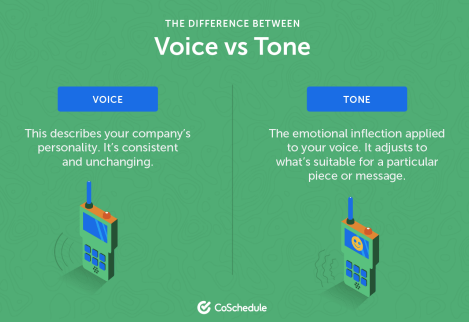 THE DIFFERENCE BETWEEN
Voice vs Tone
VOICE
This describes your company's
personality. It's consistent
and unchanging.
TONE
The emotional inflection applied
to your voice. It adjusts to
what's suitable for a particular
piece or message.
CoSchedule